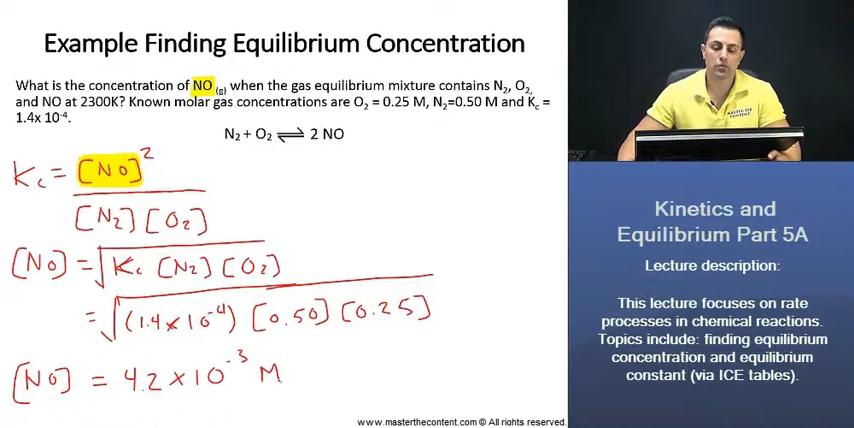 Example Finding Equilibrium Concentration
What is the concentration of NO (g) when the gas equilibrium mixture contains N₂, O₂,
and NO at 2300K? Known molar gas concentrations are O₂ = 0.25 M, N₂=0.50 M and K꜀ =
1.4x 10⁻⁴.
N₂ + O₂ ⇌ 2 NO
Kc = [NO]²
[N₂] [O₂]
[NO] = √Kc [N₂] [O₂]
= √(1.4 x 10⁻⁴) [0.50] [0.25]
[NO] = 4.2 x 10⁻³ M
www.masterthecontent.com © All rights reserved.
MASTER THE
CONTENT
Kinetics and
Equilibrium Part 5A
Lecture description:
This lecture focuses on rate
processes in chemical reactions.
Topics include: finding equilibrium
concentration and equilibrium
constant (via ICE tables).